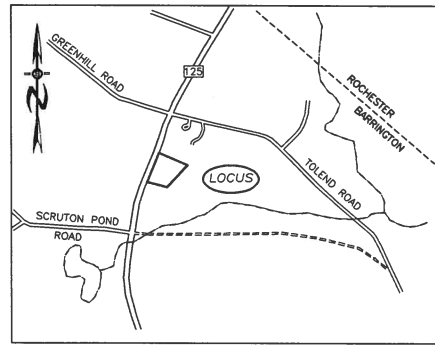 GREENHILL ROAD
125
ROCHESTER
BARRINGTON
N
LOCUS
TOLEND ROAD
SCRUTON POND
ROAD